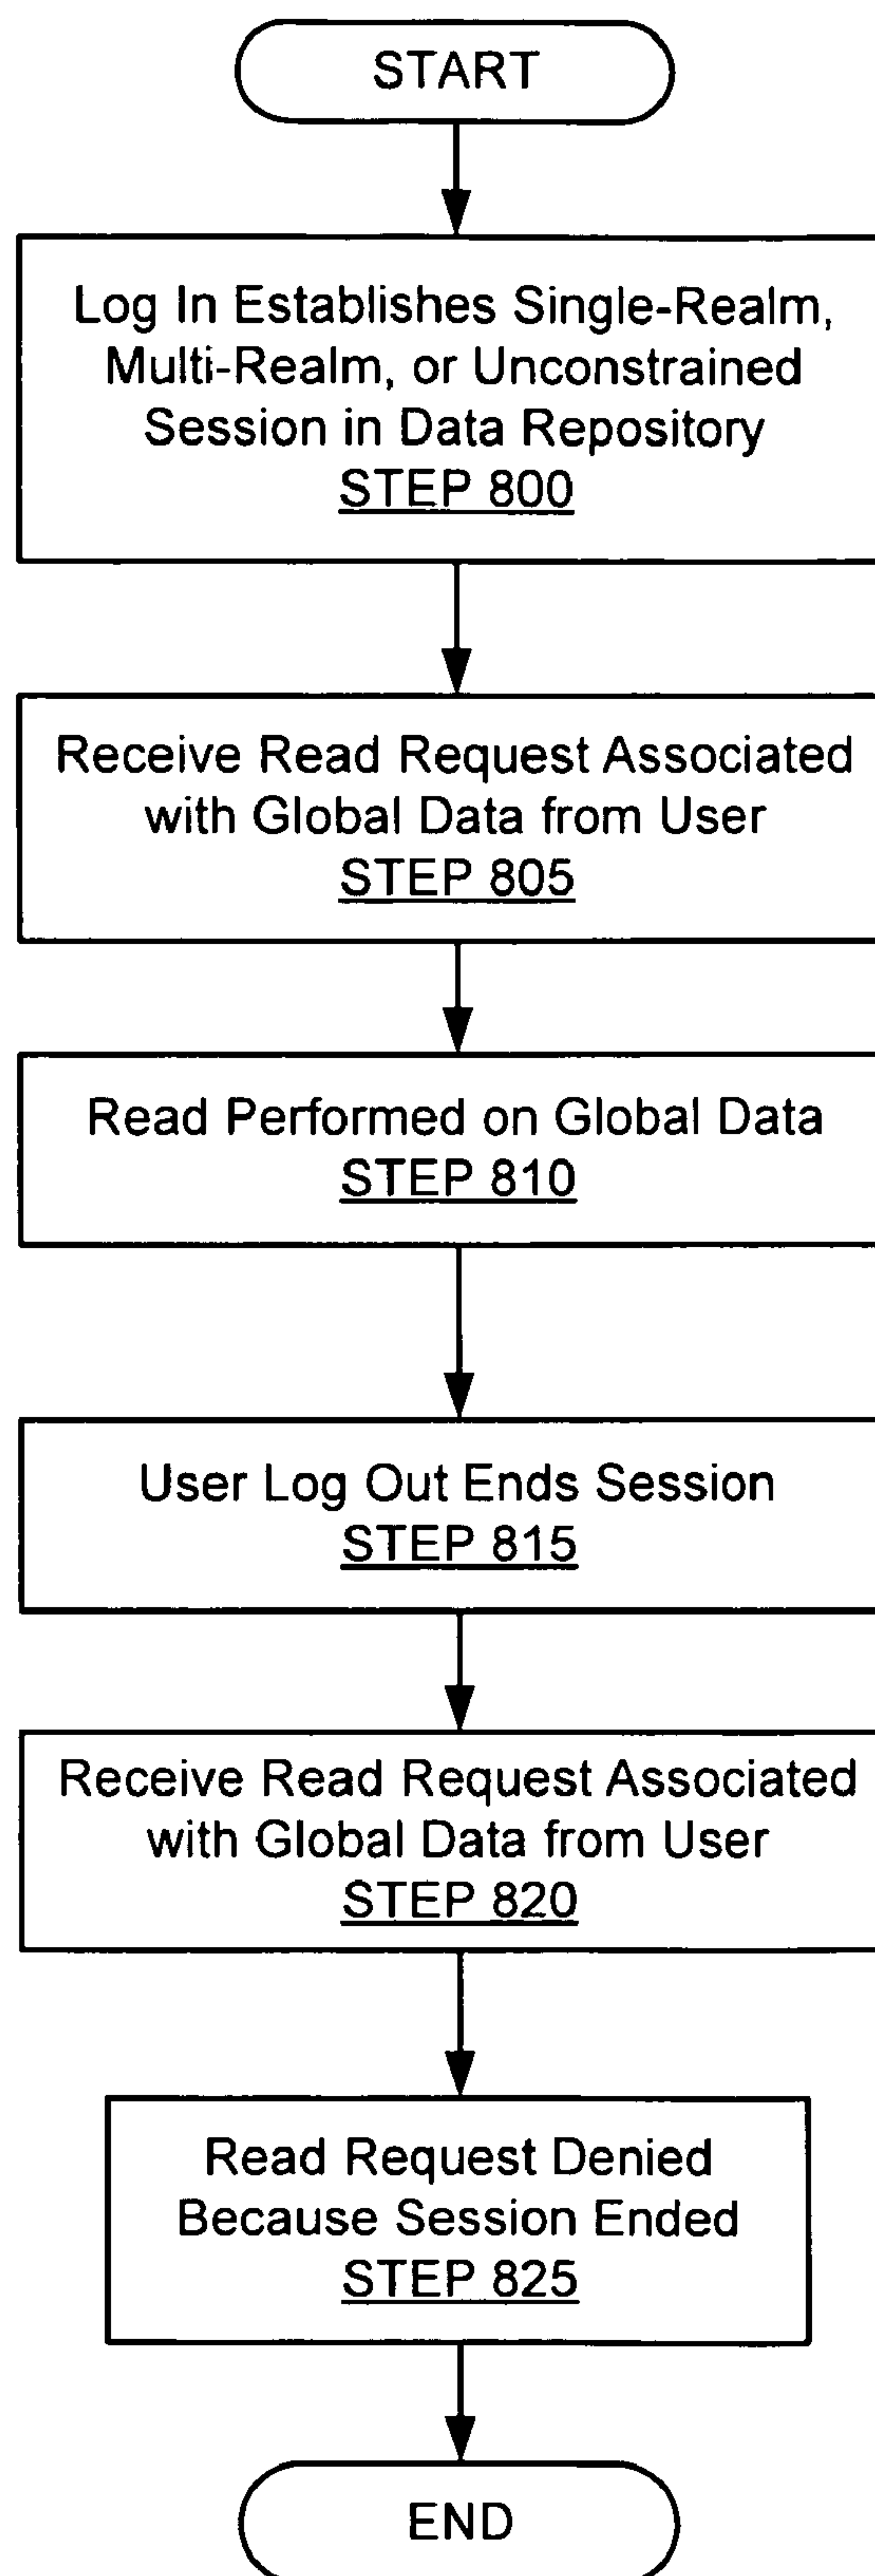 START
Log In Establishes Single-Realm,
Multi-Realm, or Unconstrained
Session in Data Repository
STEP 800
Receive Read Request Associated
with Global Data from User
STEP 805
Read Performed on Global Data
STEP 810
User Log Out Ends Session
STEP 815
Receive Read Request Associated
with Global Data from User
STEP 820
Read Request Denied
Because Session Ended
STEP 825
END